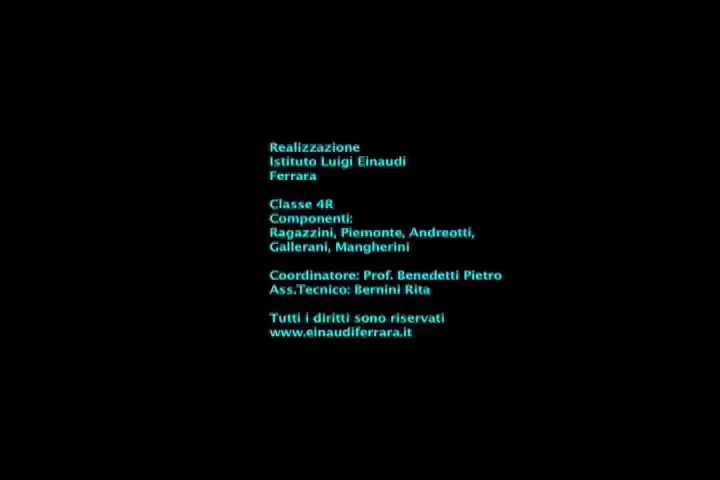 Realizzazione
Istituto Luigi Einaudi
Ferrara
Classe 4R
Componenti:
Ragazzini, Piemonte, Andreotti,
Gallerani, Mangherini
Coordinatore: Prof. Benedetti Pietro
Ass.Tecnico: Bernini Rita
Tutti i diritti sono riservati
www.einaudiferrara.it